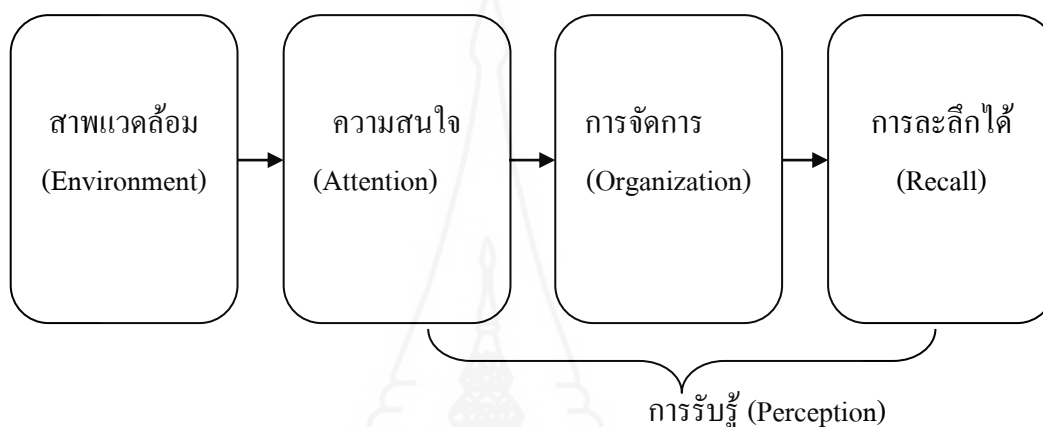 สาพแวดล้อม
(Environment)
ความสนใจ
(Attention)
การจัดการ
(Organization)
การละลึกได้
(Recall)
การรับรู้ (Perception)